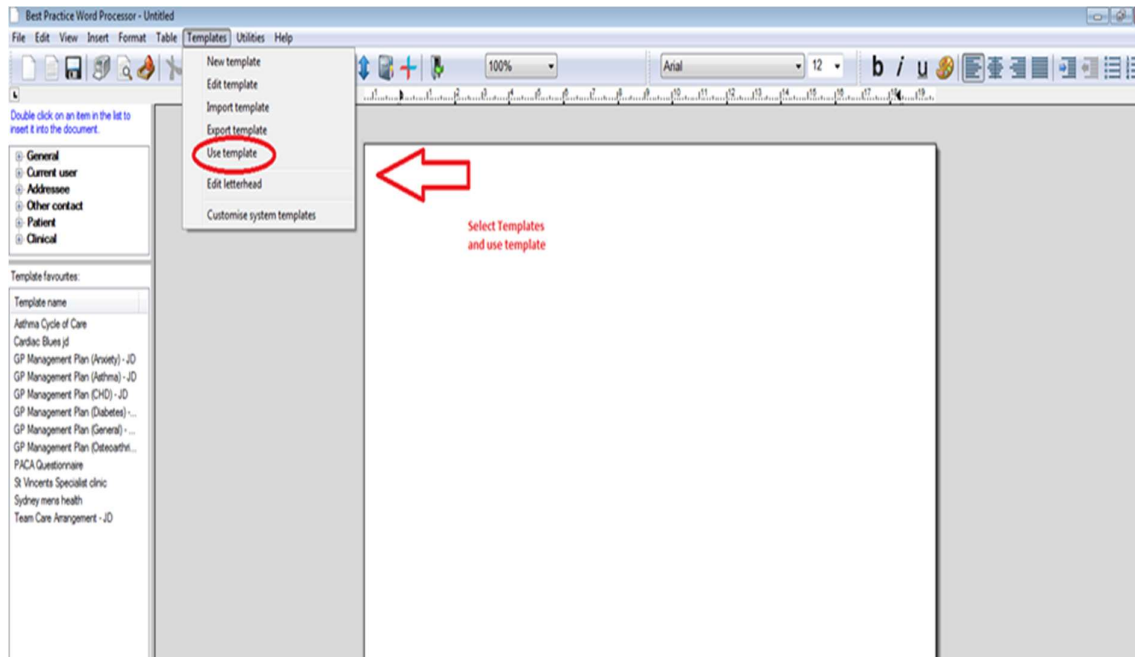 Best Practice Word Processor - Untitled
File Edit View Insert Format Table Templates Utilities Help
New template
Edit template
Import template
Export template
Use template
Edit letterhead
Customise system templates
100%
Arial
12
b i u
Double click on an item in the list to
insert it into the document.
General
Current user
Addressee
Other contact
Patient
Clinical
Select Templates
and use template
Template favourites:
Template name
Asthma Cycle of Care
Cardiac Blues jd
GP Management Plan (Anxiety) - JD
GP Management Plan (Asthma) - JD
GP Management Plan (CHD) - JD
GP Management Plan (Diabetes) -...
GP Management Plan (General) - ...
GP Management Plan (Osteoarthri...
PACA Questionnaire
St Vincents Specialist clinic
Sydney mens health
Team Care Arrangement - JD